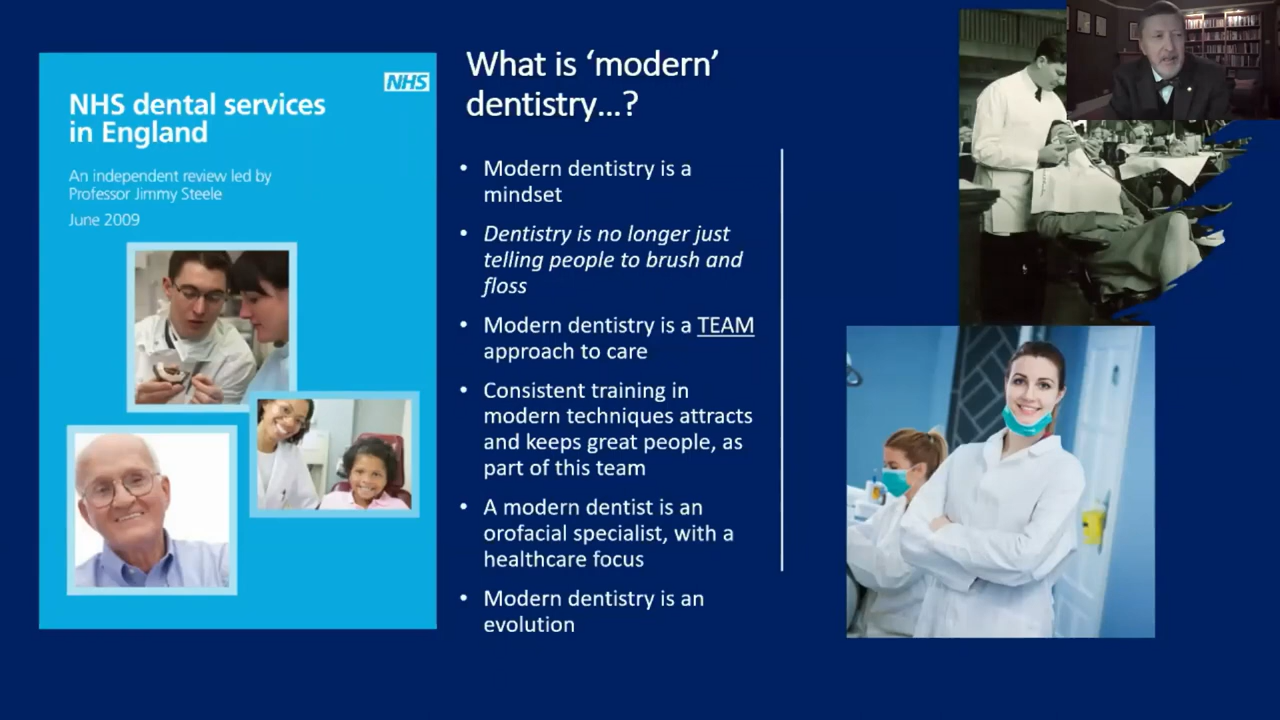 NHS
NHS dental services
in England
An independent review led by
Professor Jimmy Steele
June 2009
What is ‘modern’
dentistry…?
• Modern dentistry is a
mindset
• Dentistry is no longer just
telling people to brush and
floss
• Modern dentistry is a TEAM
approach to care
• Consistent training in
modern techniques attracts
and keeps great people, as
part of this team
• A modern dentist is an
orofacial specialist, with a
healthcare focus
• Modern dentistry is an
evolution